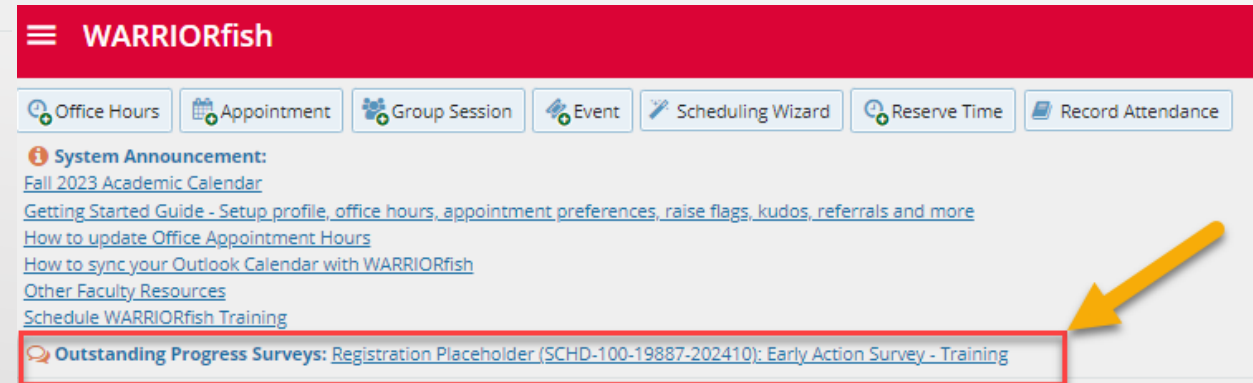 WARRIORfish
Office Hours Appointment Group Session Event Scheduling Wizard Reserve Time Record Attendance
System Announcement:
Fall 2023 Academic Calendar
Getting Started Guide - Setup profile, office hours, appointment preferences, raise flags, kudos, referrals and more
How to update Office Appointment Hours
How to sync your Outlook Calendar with WARRIORfish
Other Faculty Resources
Schedule WARRIORfish Training
Outstanding Progress Surveys: Registration Placeholder (SCHD-100-19887-202410): Early Action Survey - Training